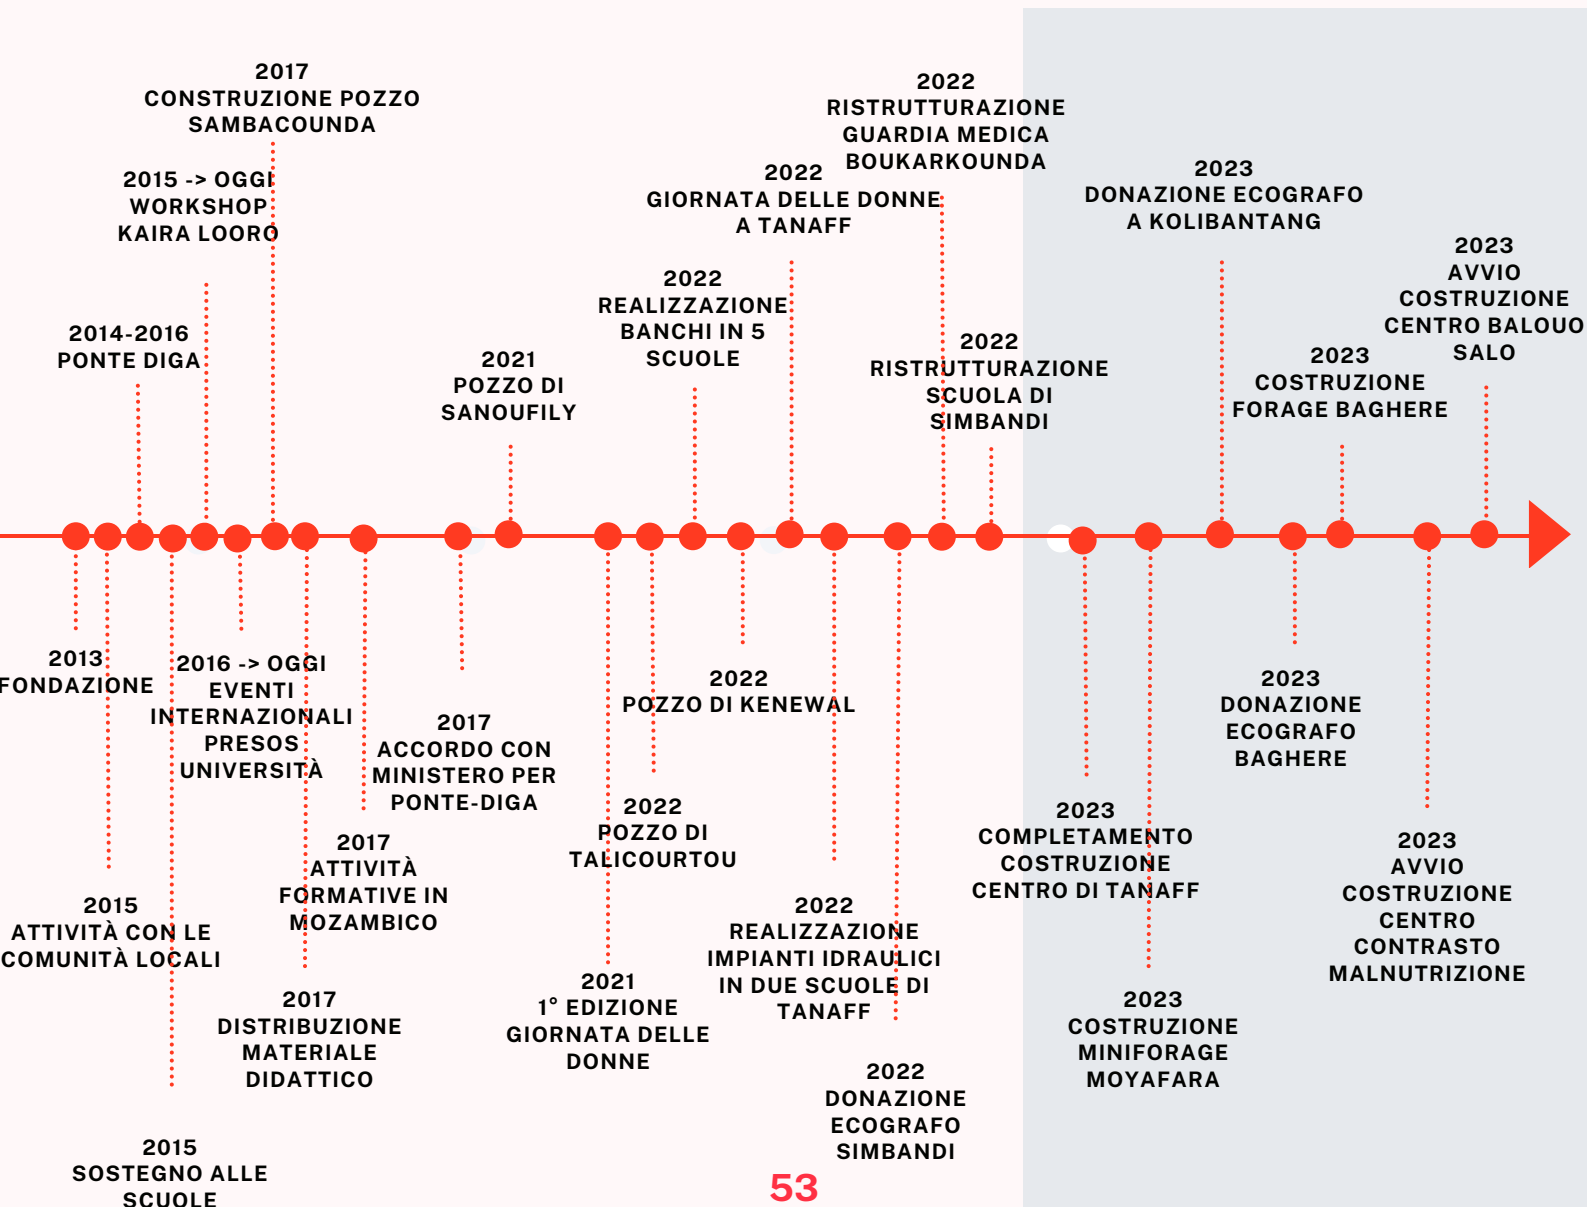 2017
CONSTRUZIONE POZZO
SAMBACOUNDA
2022
RISTRUTTURAZIONE
GUARDIA MEDICA
BOUKARKOUNDA
2015 -> OGGI
WORKSHOP
KAIRA LOORO
2022
GIORNATA DELLE DONNE
A TANAFF
2023
DONAZIONE ECOGRAFO
A KOLIBANTANG
2023
AVVIO
COSTRUZIONE
CENTRO BALOUO
SALO
2022
REALIZZAZIONE
BANCHI IN 5
SCUOLE
2014-2016
PONTE DIGA
2021
POZZO DI
SANOUFILY
2022
RISTRUTTURAZIONE
SCUOLA DI
SIMBANDI
2023
COSTRUZIONE
FORAGE BAGHERE
2013
FONDAZIONE
2016 -> OGGI
EVENTI
INTERNAZIONALI
PRESOS
UNIVERSITÀ
2017
ACCORDO CON
MINISTERO PER
PONTE-DIGA
2022
POZZO DI KENEWAL
2023
DONAZIONE
ECOGRAFO
BAGHERE
2022
POZZO DI
TALICOURTOU
2023
COMPLETAMENTO
COSTRUZIONE
CENTRO DI TANAFF
2017
ATTIVITÀ
FORMATIVE IN
MOZAMBICO
2023
AVVIO
COSTRUZIONE
CENTRO
CONTRASTO
MALNUTRIZIONE
2015
ATTIVITÀ CON LE
COMUNITÀ LOCALI
2022
REALIZZAZIONE
IMPIANTI IDRAULICI
IN DUE SCUOLE DI
TANAFF
2021
1° EDIZIONE
GIORNATA DELLE
DONNE
2017
DISTRIBUZIONE
MATERIALE
DIDATTICO
2023
COSTRUZIONE
MINIFORAGE
MOYAFARA
2022
DONAZIONE
ECOGRAFO
SIMBANDI
2015
SOSTEGNO ALLE
SCUOLE
53